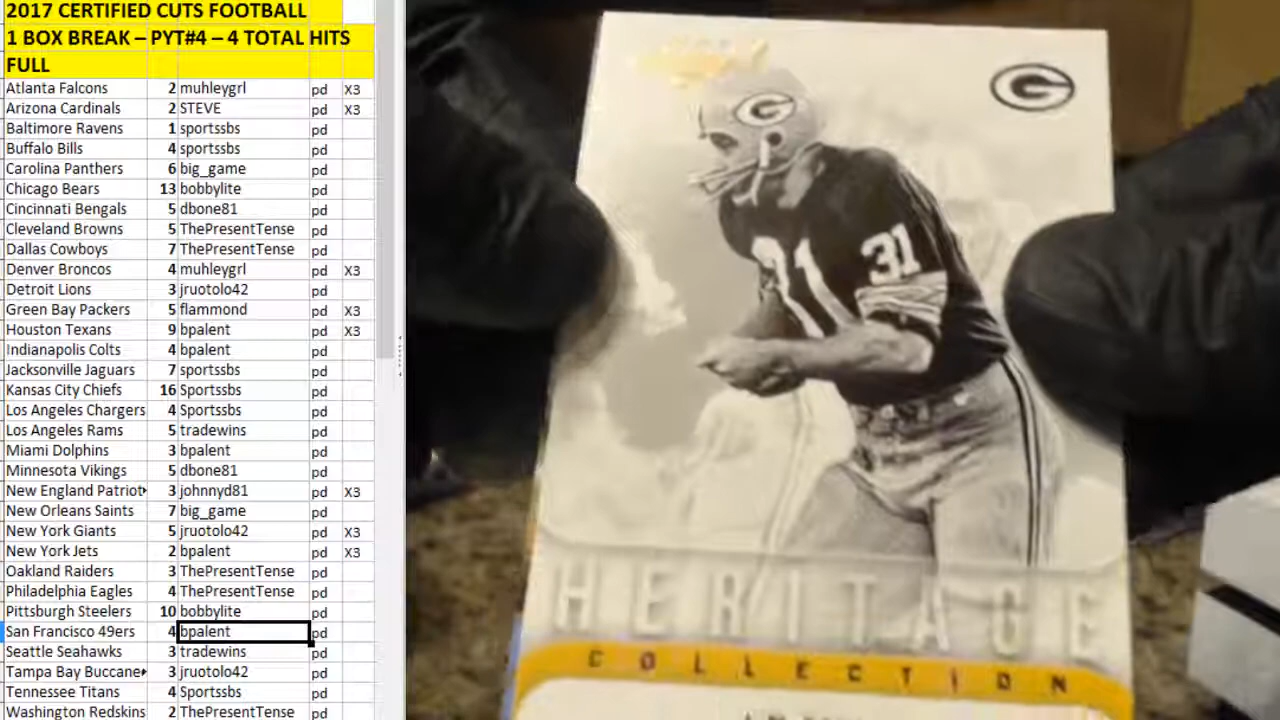 2017 CERTIFIED CUTS FOOTBALL
1 BOX BREAK – PYT#4 – 4 TOTAL HITS
FULL
Atlanta Falcons 2 muhleygrl pd X3
Arizona Cardinals 2 STEVE pd X3
Baltimore Ravens 1 sportssbs pd
Buffalo Bills 4 sportssbs pd
Carolina Panthers 6 big_game pd
Chicago Bears 13 bobbylite pd
Cincinnati Bengals 5 dbone81 pd
Cleveland Browns 5 ThePresentTense pd
Dallas Cowboys 7 ThePresentTense pd
Denver Broncos 4 muhleygrl pd X3
Detroit Lions 3 jruotolo42 pd
Green Bay Packers 5 flammond pd X3
Houston Texans 9 bpalent pd X3
Indianapolis Colts 4 bpalent pd
Jacksonville Jaguars 7 sportssbs pd
Kansas City Chiefs 16 Sportssbs pd
Los Angeles Chargers 4 Sportssbs pd
Los Angeles Rams 5 tradewins pd
Miami Dolphins 3 bpalent pd
Minnesota Vikings 5 dbone81 pd
New England Patriot 3 johnnyd81 pd X3
New Orleans Saints 7 big_game pd
New York Giants 5 jruotolo42 pd X3
New York Jets 2 bpalent pd X3
Oakland Raiders 3 ThePresentTense pd
Philadelphia Eagles 4 ThePresentTense pd
Pittsburgh Steelers 10 bobbylite pd
San Francisco 49ers 4 bpalent pd
Seattle Seahawks 3 tradewins pd
Tampa Bay Buccane 3 jruotolo42 pd
Tennessee Titans 4 Sportssbs pd
Washington Redskins 2 ThePresentTense pd
G
G
31
31
HERITAGE
COLLECTION